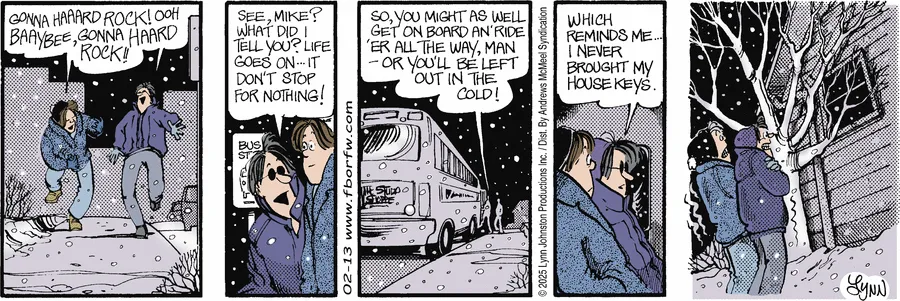 GONNA HAAARD ROCK! OOH
BAAYBEE, GONNA HAARD
ROCK!!
SEE, MIKE?
WHAT DID I
TELL YOU? LIFE
GOES ON...IT
DON'T STOP
FOR NOTHING!
BUS
ST
02-13 www.fborfw.com
SO, YOU MIGHT AS WELL
GET ON BOARD AN' RIDE
'ER ALL THE WAY, MAN
- OR YOU'LL BE LEFT
OUT IN THE
COLD!
© 2025 Lynn Johnston Productions Inc. / Dist. By Andrews McMeel Syndication
WHICH
REMINDS ME...
I NEVER
BROUGHT MY
HOUSE KEYS.
LYNN